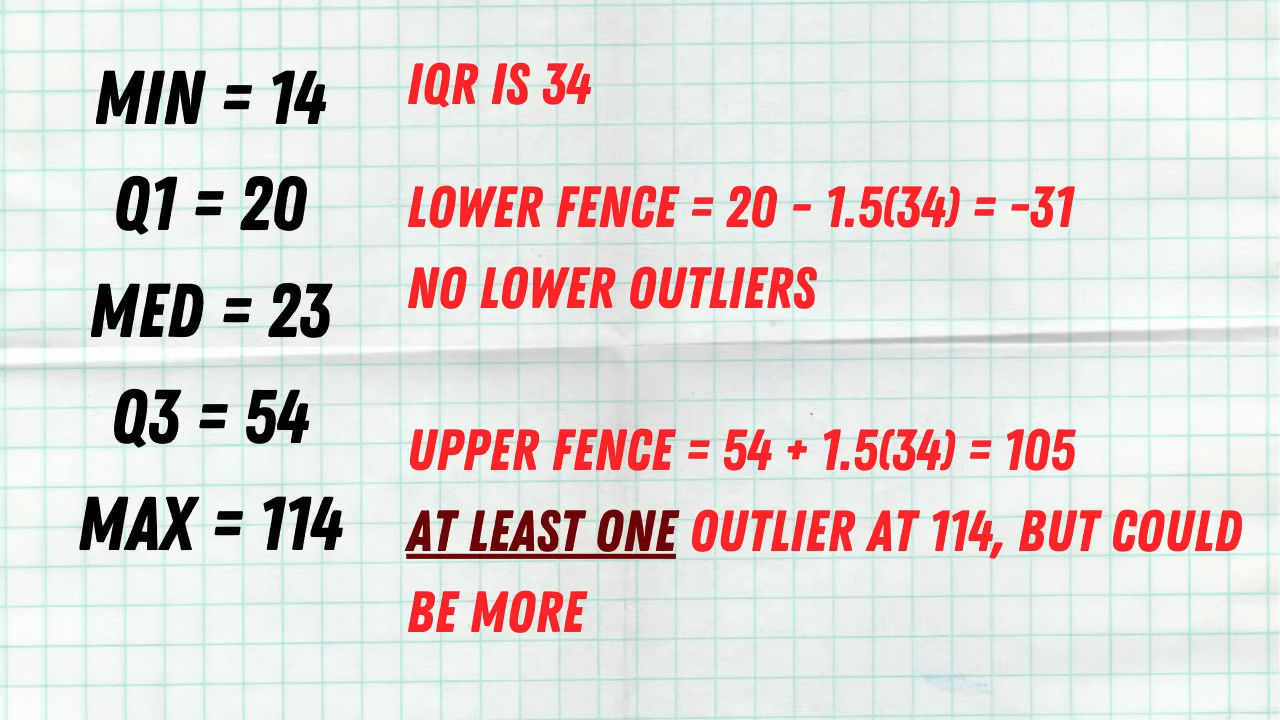 MIN = 14
Q1 = 20
MED = 23
Q3 = 54
MAX = 114
IQR IS 34
LOWER FENCE = 20 - 1.5(34) = -31
NO LOWER OUTLIERS
UPPER FENCE = 54 + 1.5(34) = 105
AT LEAST ONE OUTLIER AT 114, BUT COULD
BE MORE